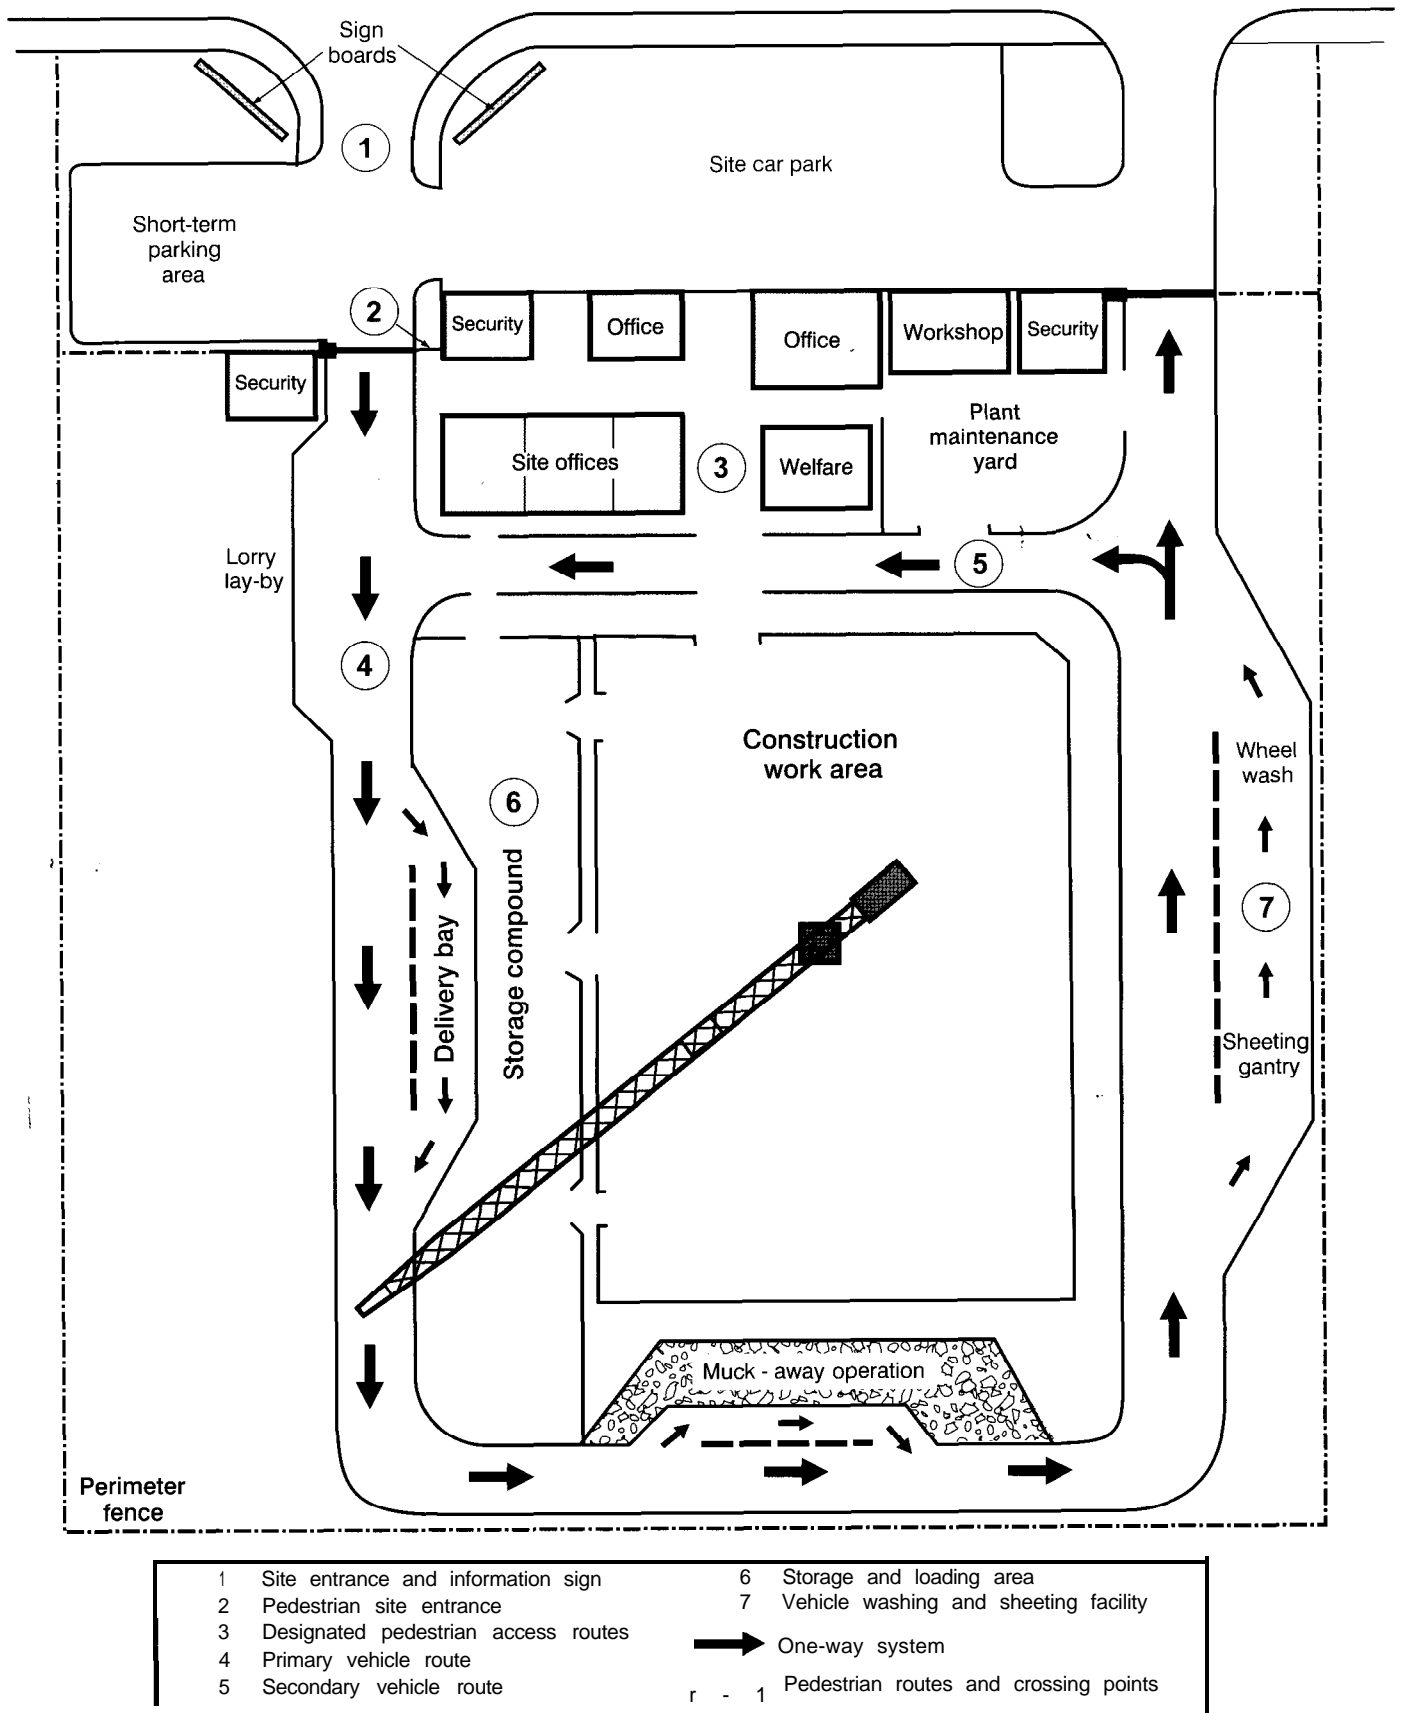 Sign
boards
1
Site car park
Short-term
parking
area
2
Security
Office
Office
Workshop
Security
Security
Plant
maintenance
yard
Site offices
3
Welfare
Lorry
lay-by
5
4
Construction
work area
Wheel
wash
6
Storage compound
Delivery bay
7
Sheeting
gantry
Muck - away operation
Perimeter
fence
1 Site entrance and information sign
2 Pedestrian site entrance
3 Designated pedestrian access routes
4 Primary vehicle route
5 Secondary vehicle route
6 Storage and loading area
7 Vehicle washing and sheeting facility
One-way system
r - 1 Pedestrian routes and crossing points